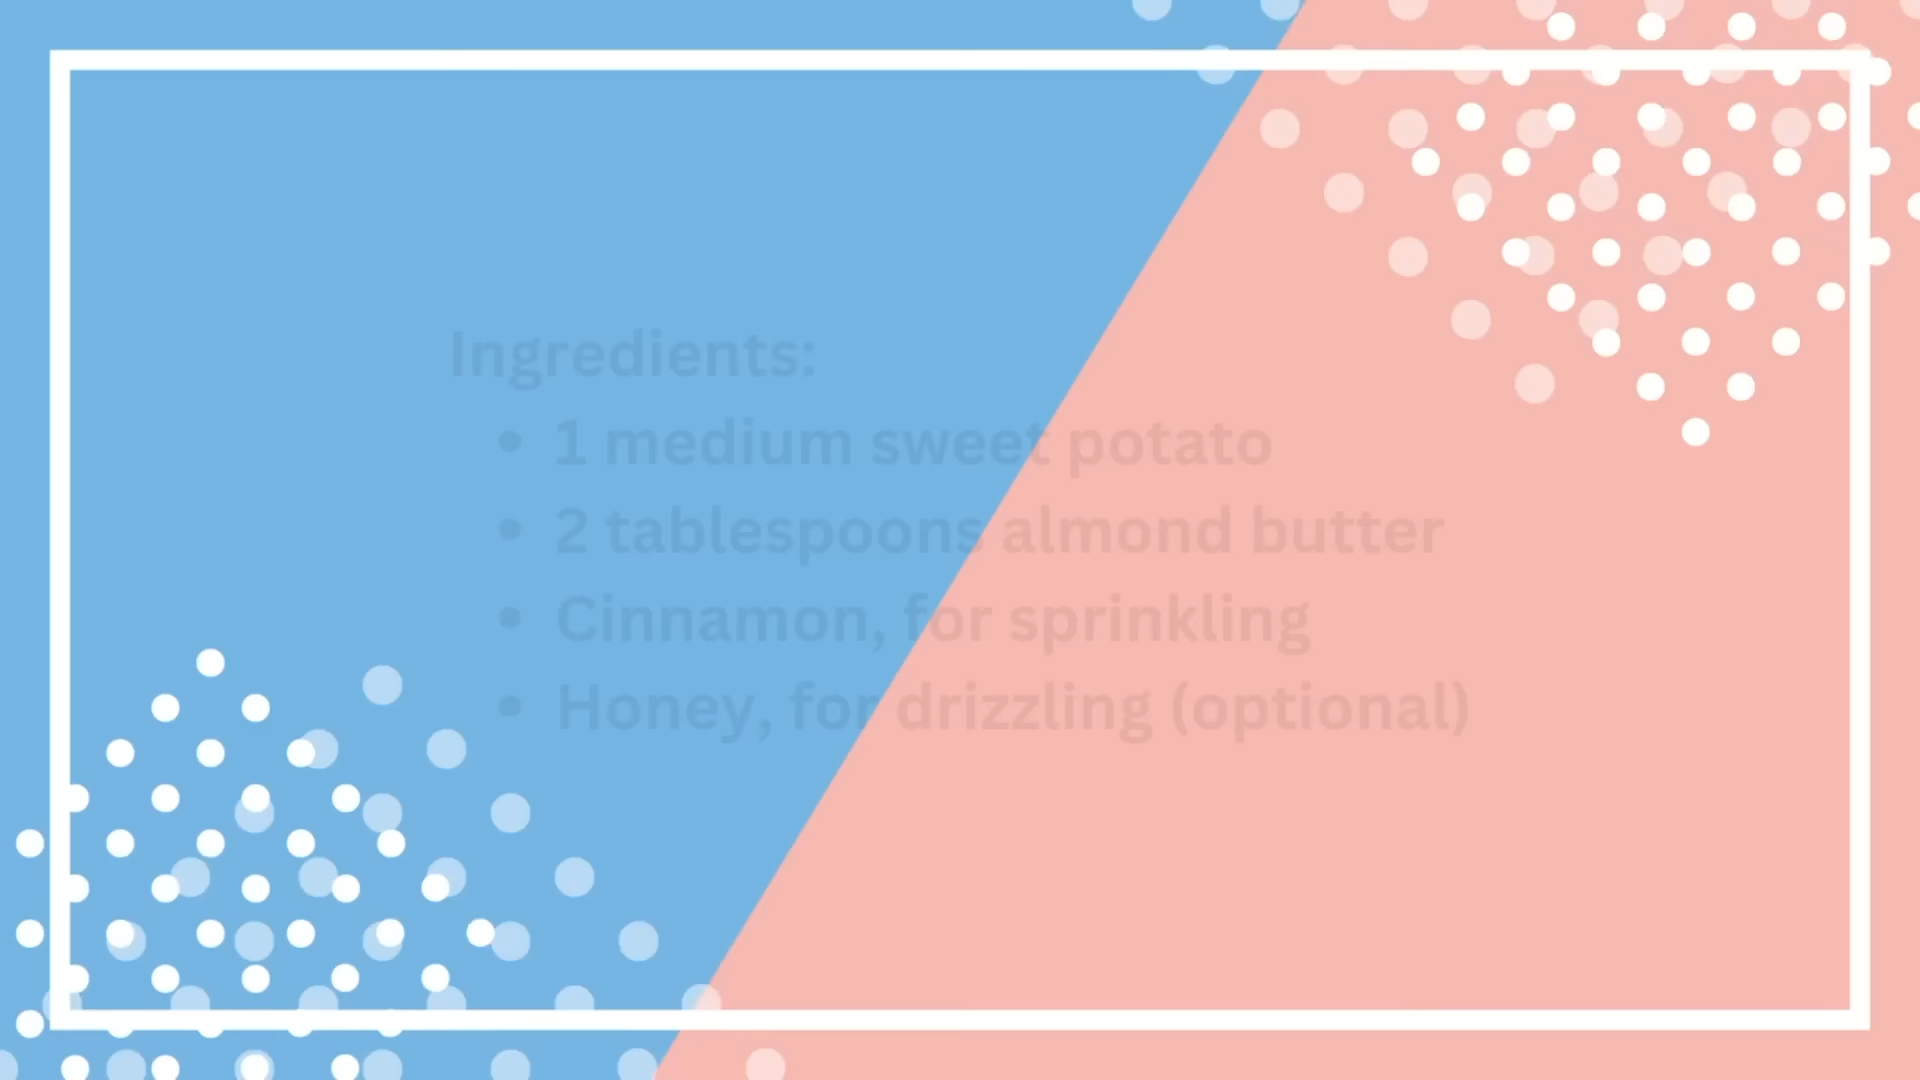 Ingredients:
• 1 medium sweet potato
• 2 tablespoons almond butter
• Cinnamon, for sprinkling
• Honey, for drizzling (optional)